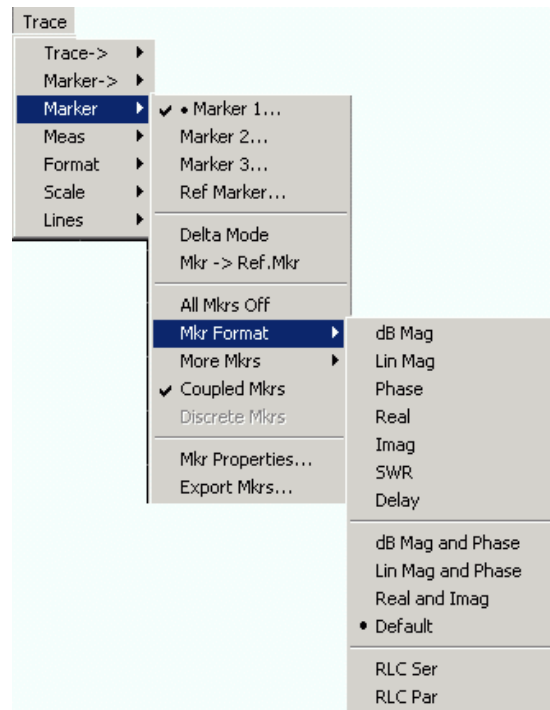 Trace
Trace->
Marker->
Marker
Meas
Format
Scale
Lines
Marker 1...
Marker 2...
Marker 3...
Ref Marker...
Delta Mode
Mkr -> Ref.Mkr
All Mkrs Off
Mkr Format
More Mkrs
Coupled Mkrs
Discrete Mkrs
Mkr Properties...
Export Mkrs...
dB Mag
Lin Mag
Phase
Real
Imag
SWR
Delay
dB Mag and Phase
Lin Mag and Phase
Real and Imag
Default
RLC Ser
RLC Par